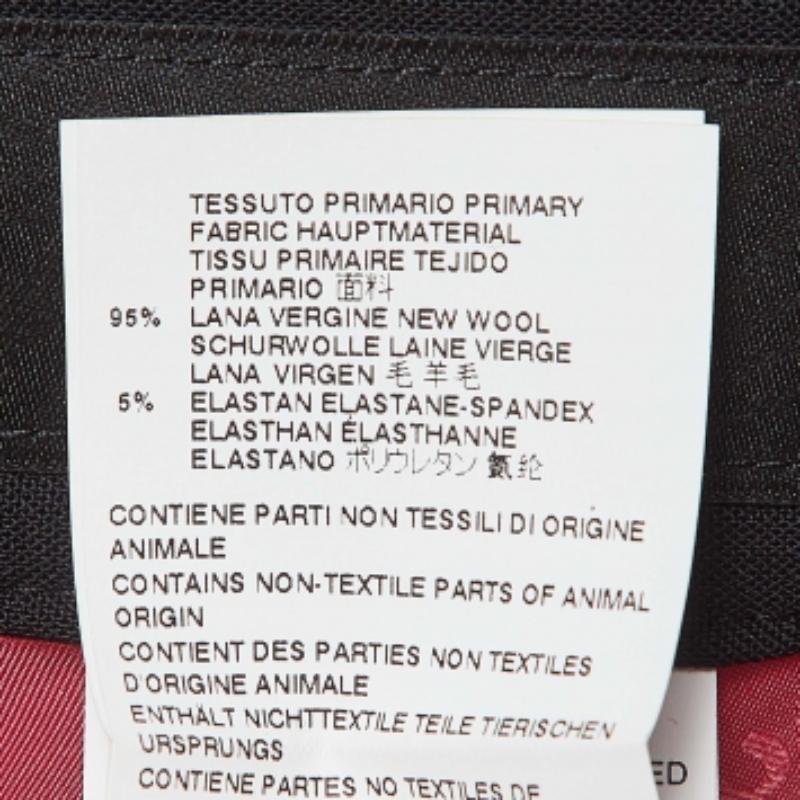 TESSUTO PRIMARIO PRIMARY
FABRIC HAUPTMATERIAL
TISSU PRIMAIRE TEJIDO
PRIMARIO 面料
95% LANA VERGINE NEW WOOL
SCHURWOLLE LAINE VIERGE
LANA VIRGEN 毛 羊毛
5% ELASTAN ELASTANE-SPANDEX
ELASTHAN ÉLASTHANNE
ELASTANO ポリウレタン 氨纶
CONTIENE PARTI NON TESSILI DI ORIGINE
ANIMALE
CONTAINS NON-TEXTILE PARTS OF ANIMAL
ORIGIN
CONTIENT DES PARTIES NON TEXTILES
D'ORIGINE ANIMALE
ENTHÄLT NICHTTEXTILE TEILE TIERISCHEN
URSPRUNGS
CONTIENE PARTES NO TEXTILES DE